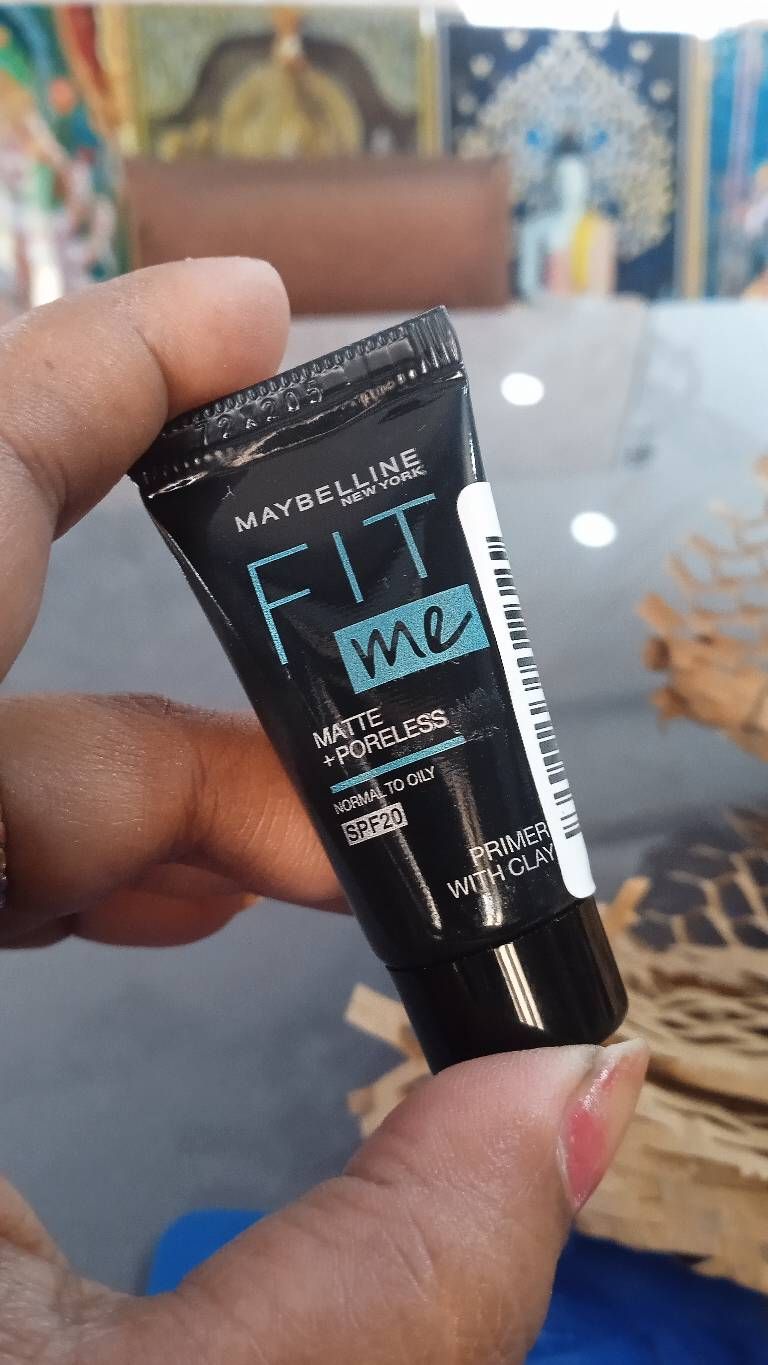 MAYBELLINE
NEW YORK
FIT
me
MATTE
+PORELESS
NORMAL TO OILY
SPF20
PRIMER
WITH CLAY